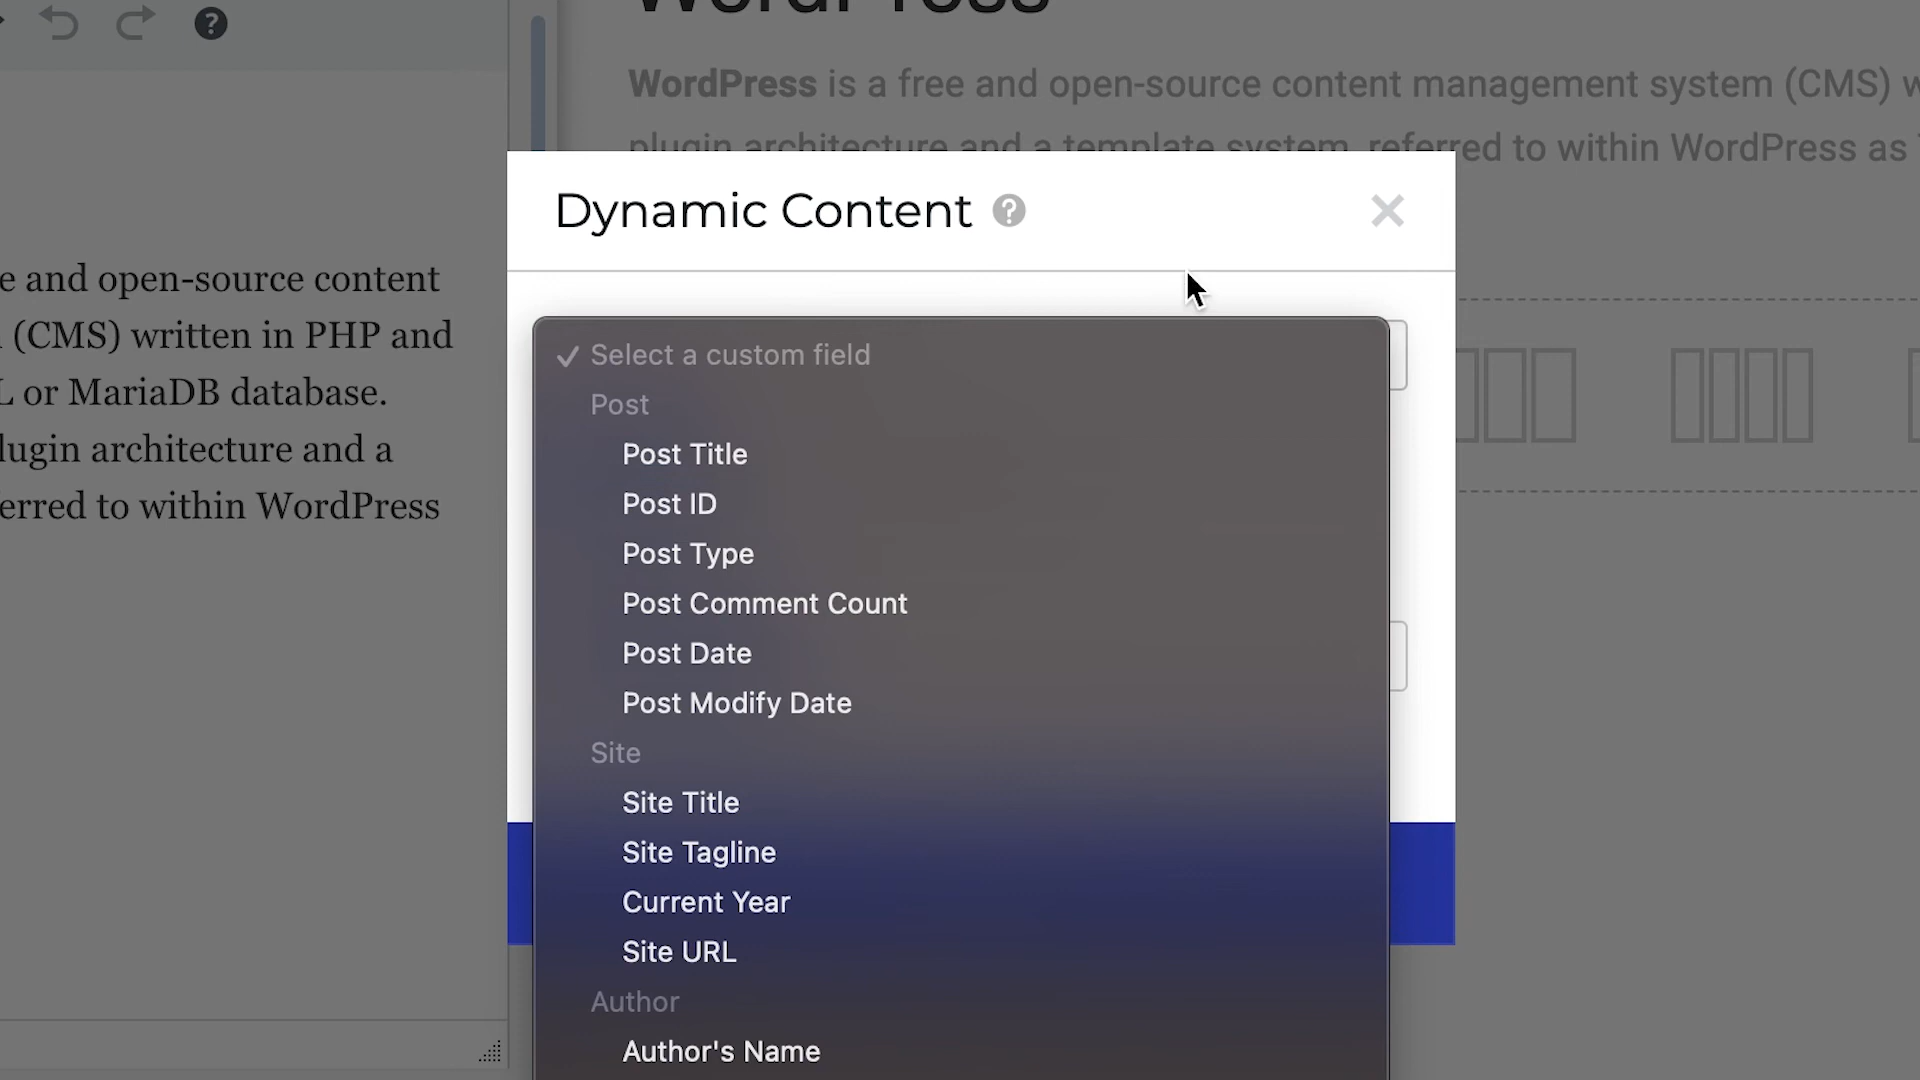 WordPress
WordPress is a free and open-source content management system (CMS) w
plugin architecture and a template system, referred to within WordPress as
Dynamic Content ?
e and open-source content
(CMS) written in PHP and
L or MariaDB database.
lugin architecture and a
erred to within WordPress
Select a custom field
Post
Post Title
Post ID
Post Type
Post Comment Count
Post Date
Post Modify Date
Site
Site Title
Site Tagline
Current Year
Site URL
Author
Author's Name